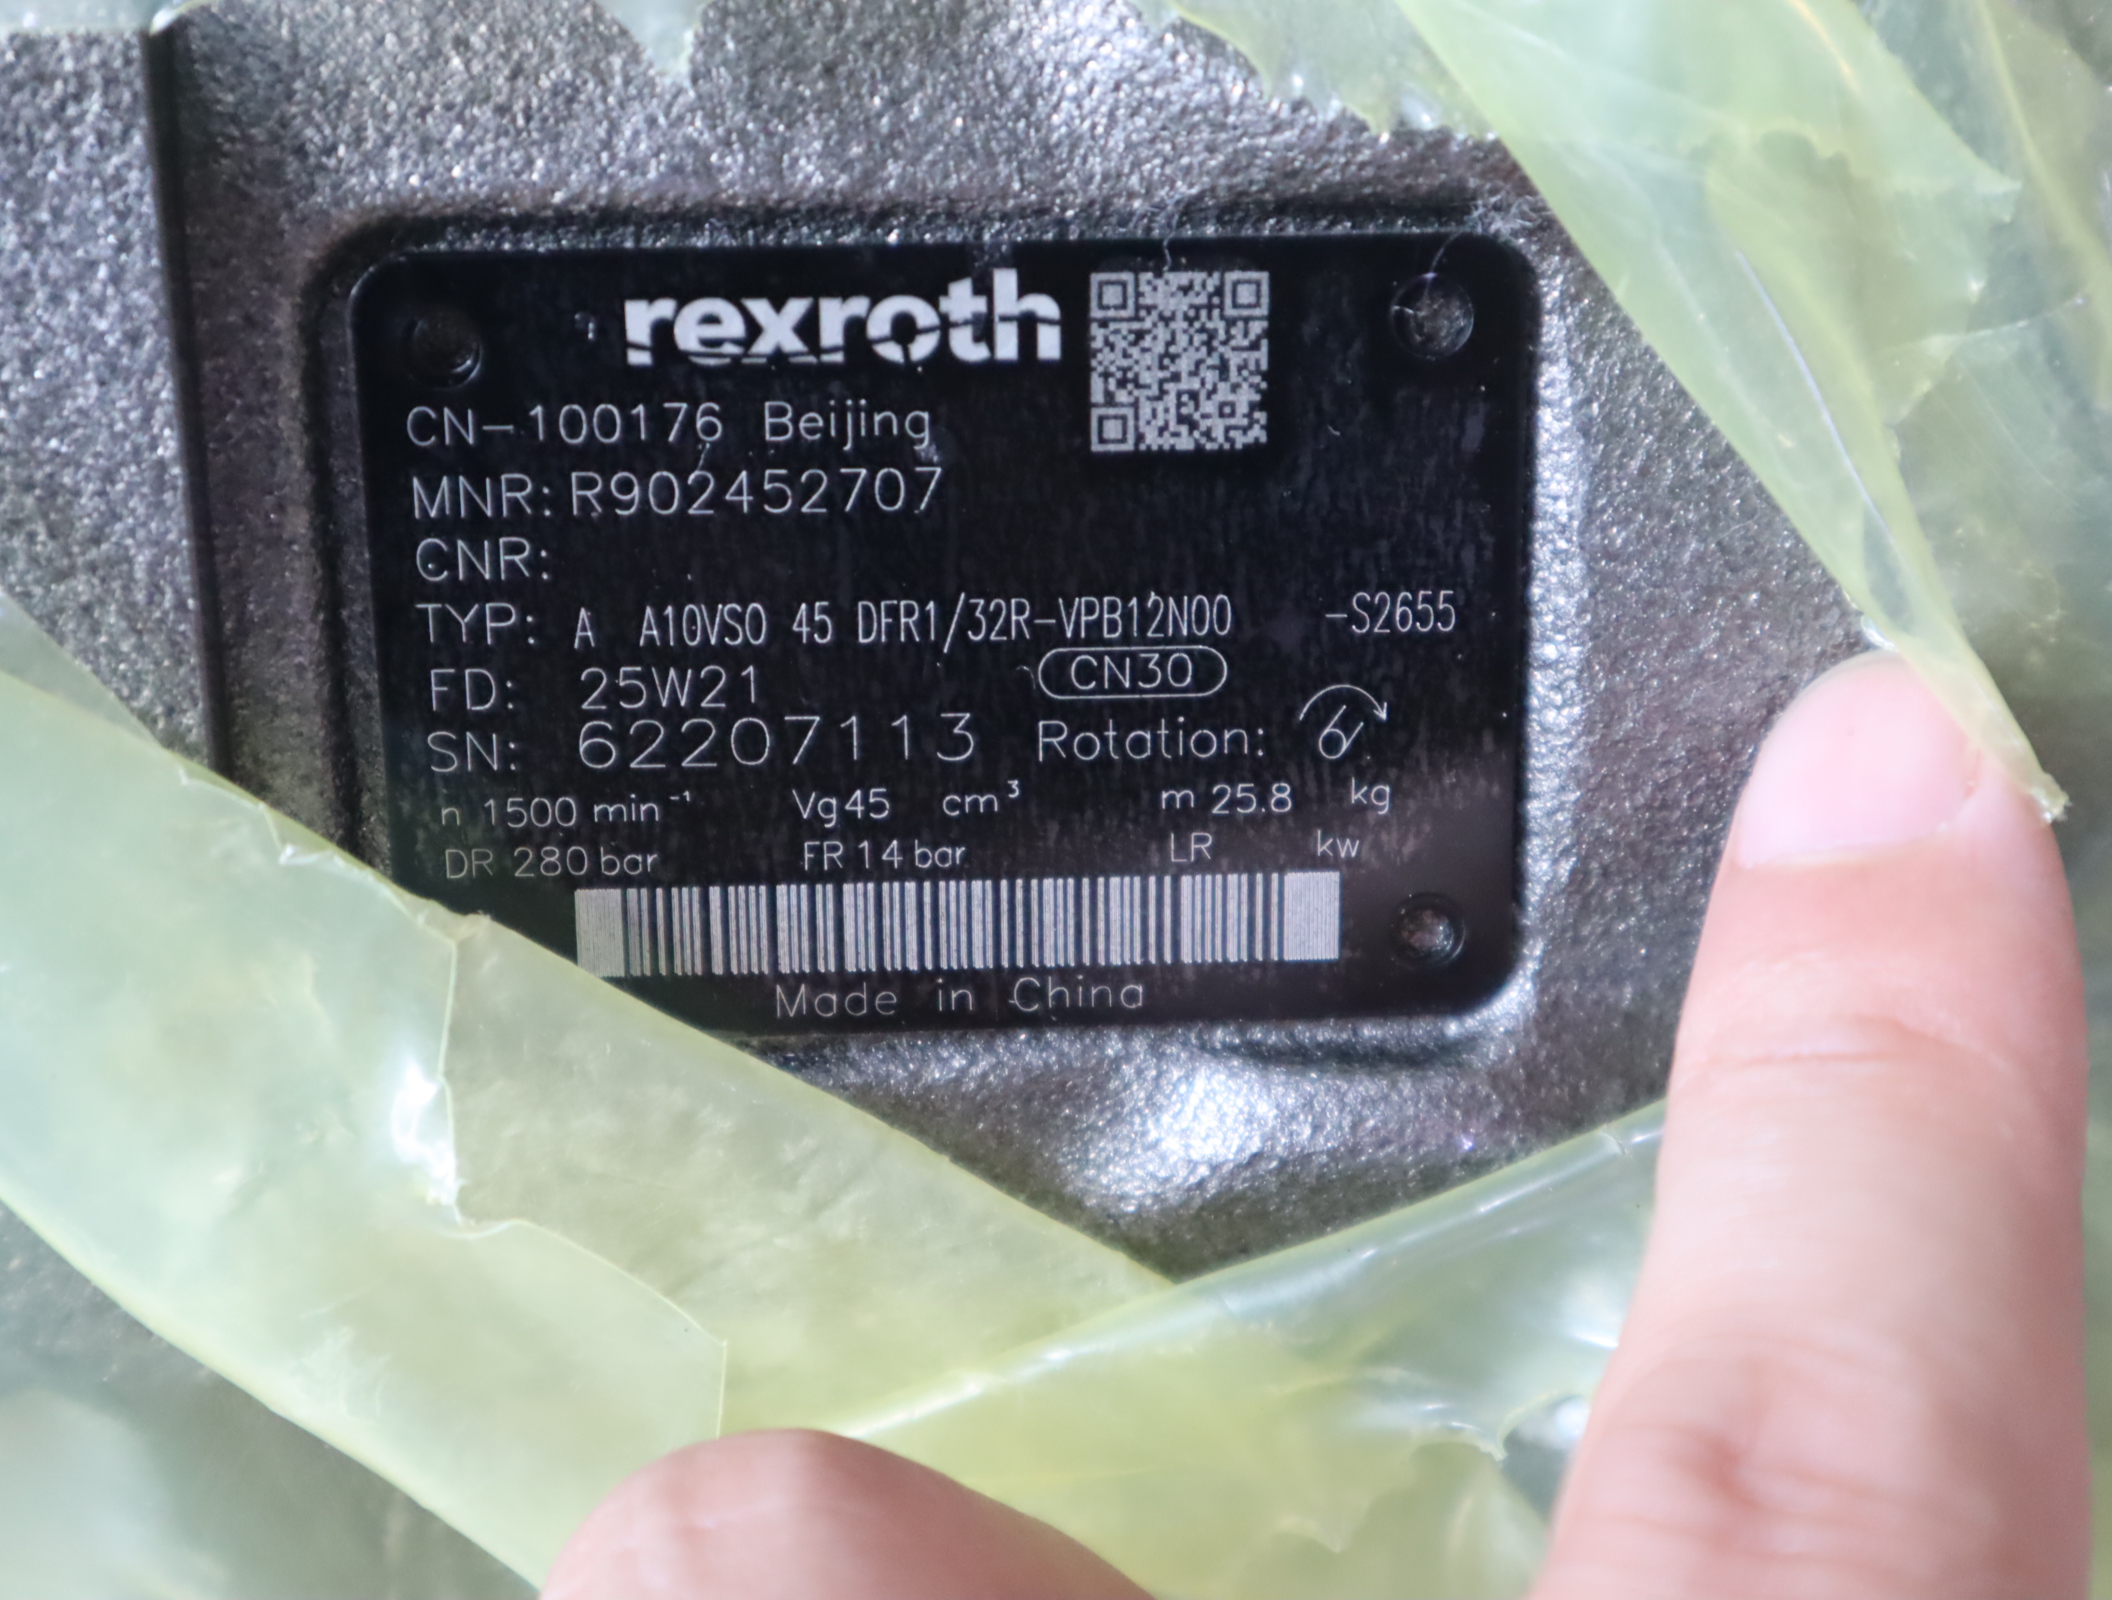 rexroth
CN-100176 Beijing
MNR: R902452707
CNR:
TYP: A A10VSO 45 DFR1/32R-VPB12N00 -S2655
FD: 25W21 CN30
SN: 62207113 Rotation:
n 1500 min⁻¹ Vg45 cm³ m 25.8 kg
DR 280 bar FR 14 bar LR kw
Made in China